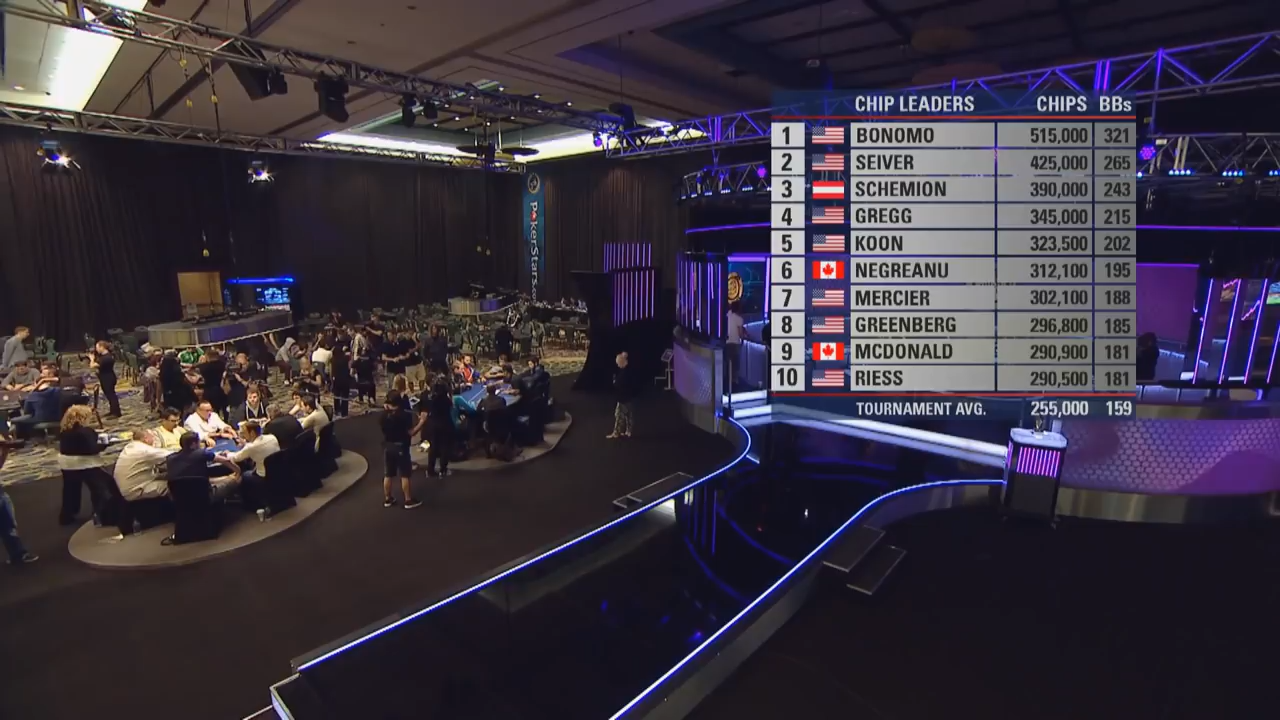 CHIP LEADERS CHIPS BBs
1 BONOMO 515,000 321
2 SEIVER 425,000 265
3 SCHEMION 390,000 243
4 GREGG 345,000 215
5 KOON 323,500 202
6 NEGREANU 312,100 195
7 MERCIER 302,100 188
8 GREENBERG 296,800 185
9 MCDONALD 290,900 181
10 RIESS 290,500 181
TOURNAMENT AVG. 255,000 159
PokerStars